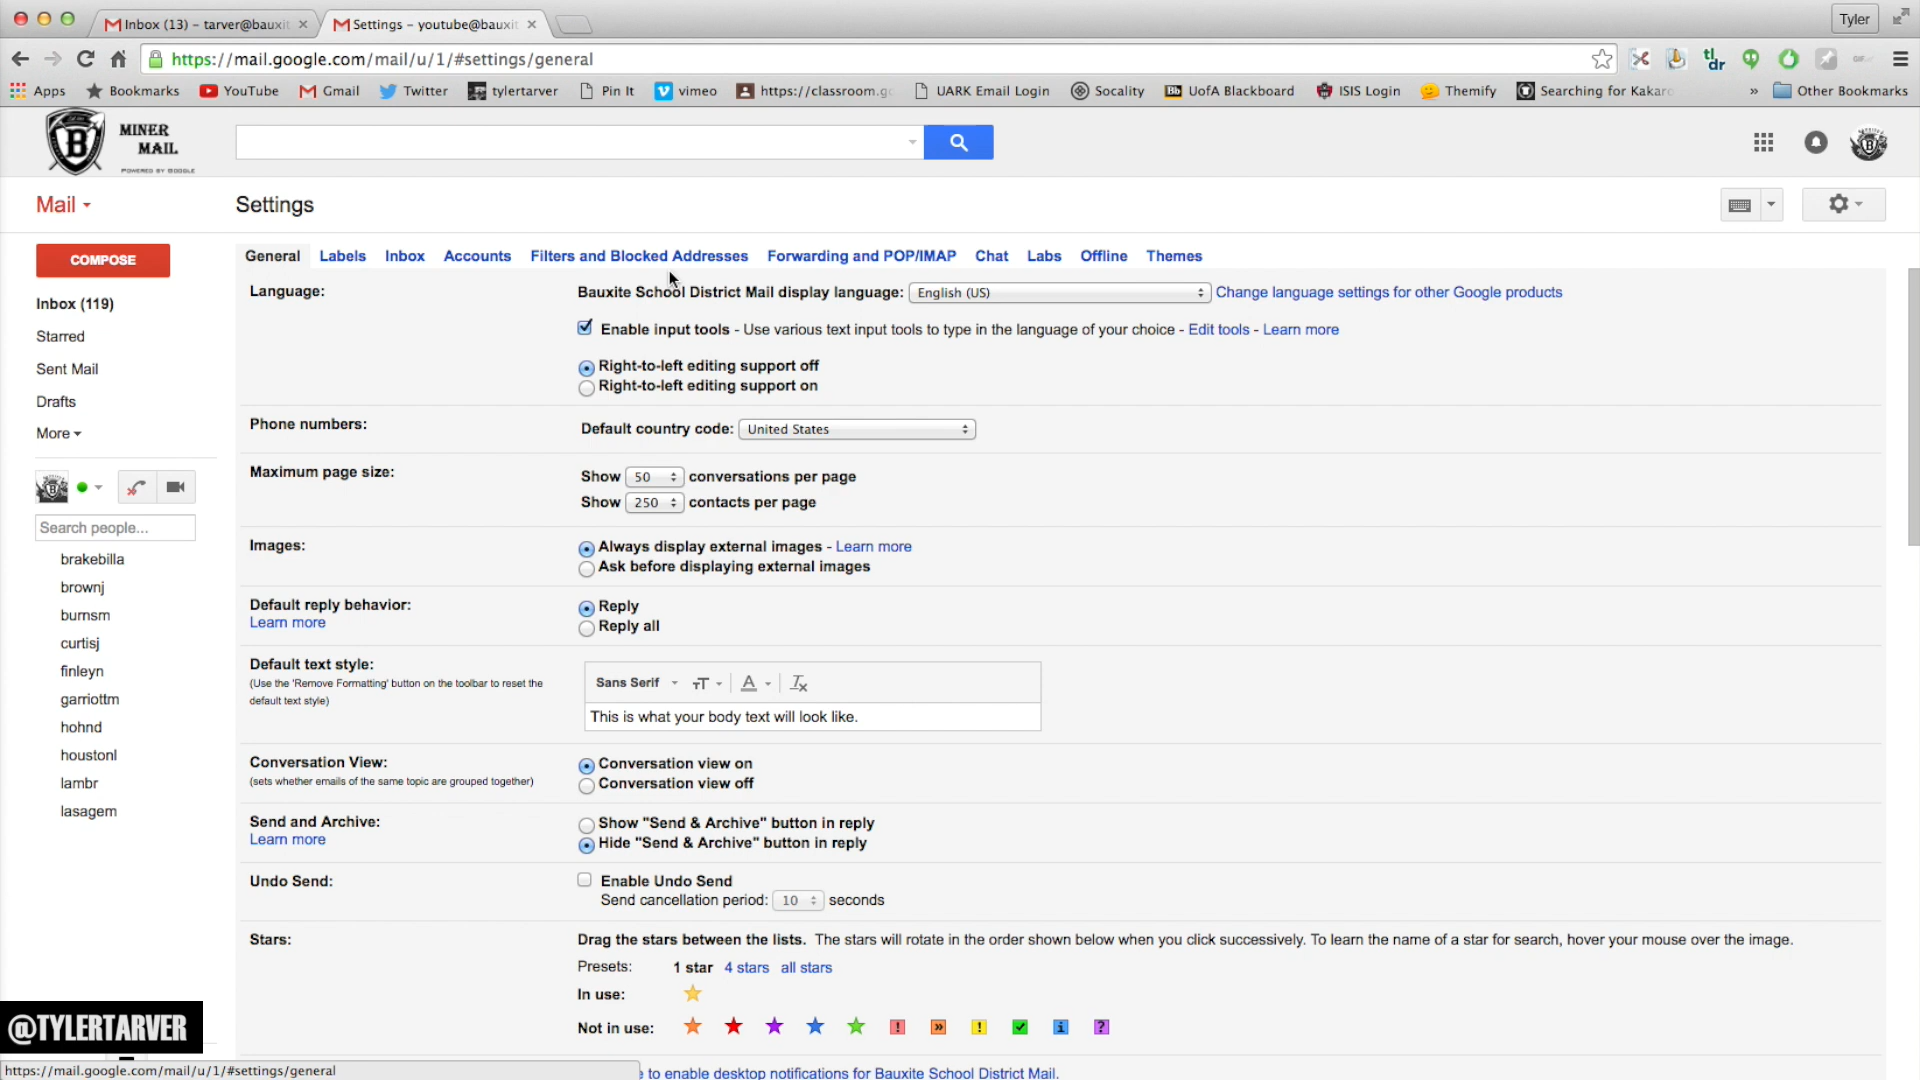 Inbox (13) – tarver@bauxit
Settings – youtube@bauxit
Tyler
https://mail.google.com/mail/u/1/#settings/general
tl;dr
Apps
Bookmarks
YouTube
Gmail
Twitter
tylertarver
Pin It
vimeo
https://classroom.g
UARK Email Login
Socality
Bb UofA Blackboard
ISIS Login
Themify
Searching for Kakar
»
Other Bookmarks
B
MINER
MAIL
POWERED BY GOOGLE
Mail
Settings
COMPOSE
Inbox (119)
Starred
Sent Mail
Drafts
More
Search people...
brakebilla
brownj
burnsm
curtisj
finleyn
garriottm
hohnd
houstonl
lambr
lasagem
General Labels Inbox Accounts Filters and Blocked Addresses Forwarding and POP/IMAP Chat Labs Offline Themes
Language:
Bauxite School District Mail display language: English (US) Change language settings for other Google products
Enable input tools - Use various text input tools to type in the language of your choice - Edit tools - Learn more
Right-to-left editing support off
Right-to-left editing support on
Phone numbers:
Default country code: United States
Maximum page size:
Show 50 conversations per page
Show 250 contacts per page
Images:
Always display external images - Learn more
Ask before displaying external images
Default reply behavior:
Learn more
Reply
Reply all
Default text style:
(Use the 'Remove Formatting' button on the toolbar to reset the
default text style)
Sans Serif
This is what your body text will look like.
Conversation View:
(sets whether emails of the same topic are grouped together)
Conversation view on
Conversation view off
Send and Archive:
Learn more
Show "Send & Archive" button in reply
Hide "Send & Archive" button in reply
Undo Send:
Enable Undo Send
Send cancellation period: 10 seconds
Stars:
Drag the stars between the lists. The stars will rotate in the order shown below when you click successively. To learn the name of a star for search, hover your mouse over the image.
Presets: 1 star 4 stars all stars
In use:
Not in use:
@TYLERTARVER
https://mail.google.com/mail/u/1/#settings/general
e to enable desktop notifications for Bauxite School District Mail.